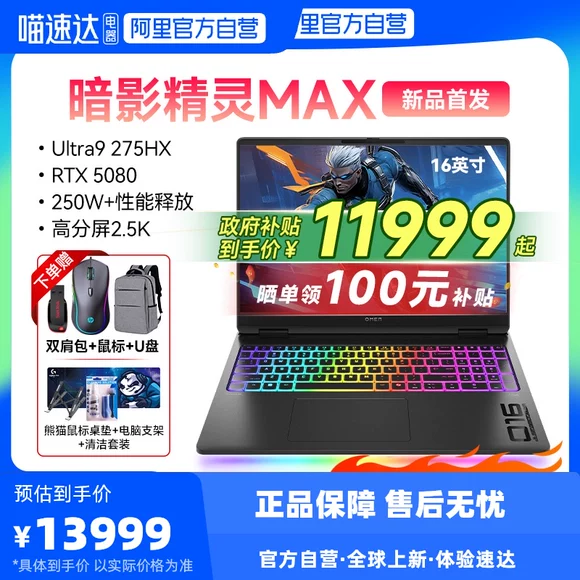 喵速达电器 阿里官方自营 里官方自营
暗影精灵MAX 新品首发
• Ultra9 275HX
• RTX 5080
• 250W+性能释放
• 高分屏2.5K
16英寸
政府补贴
到手价¥11999起
晒单领100元补贴
下单赠
双肩包+鼠标+U盘
熊猫鼠标桌垫+电脑支架
+清洁套装
OMEN
16
预估到手价
¥13999
*具体到手价 以实际价格为准
正品保障 售后无忧
官方自营·全球上新·体验速达